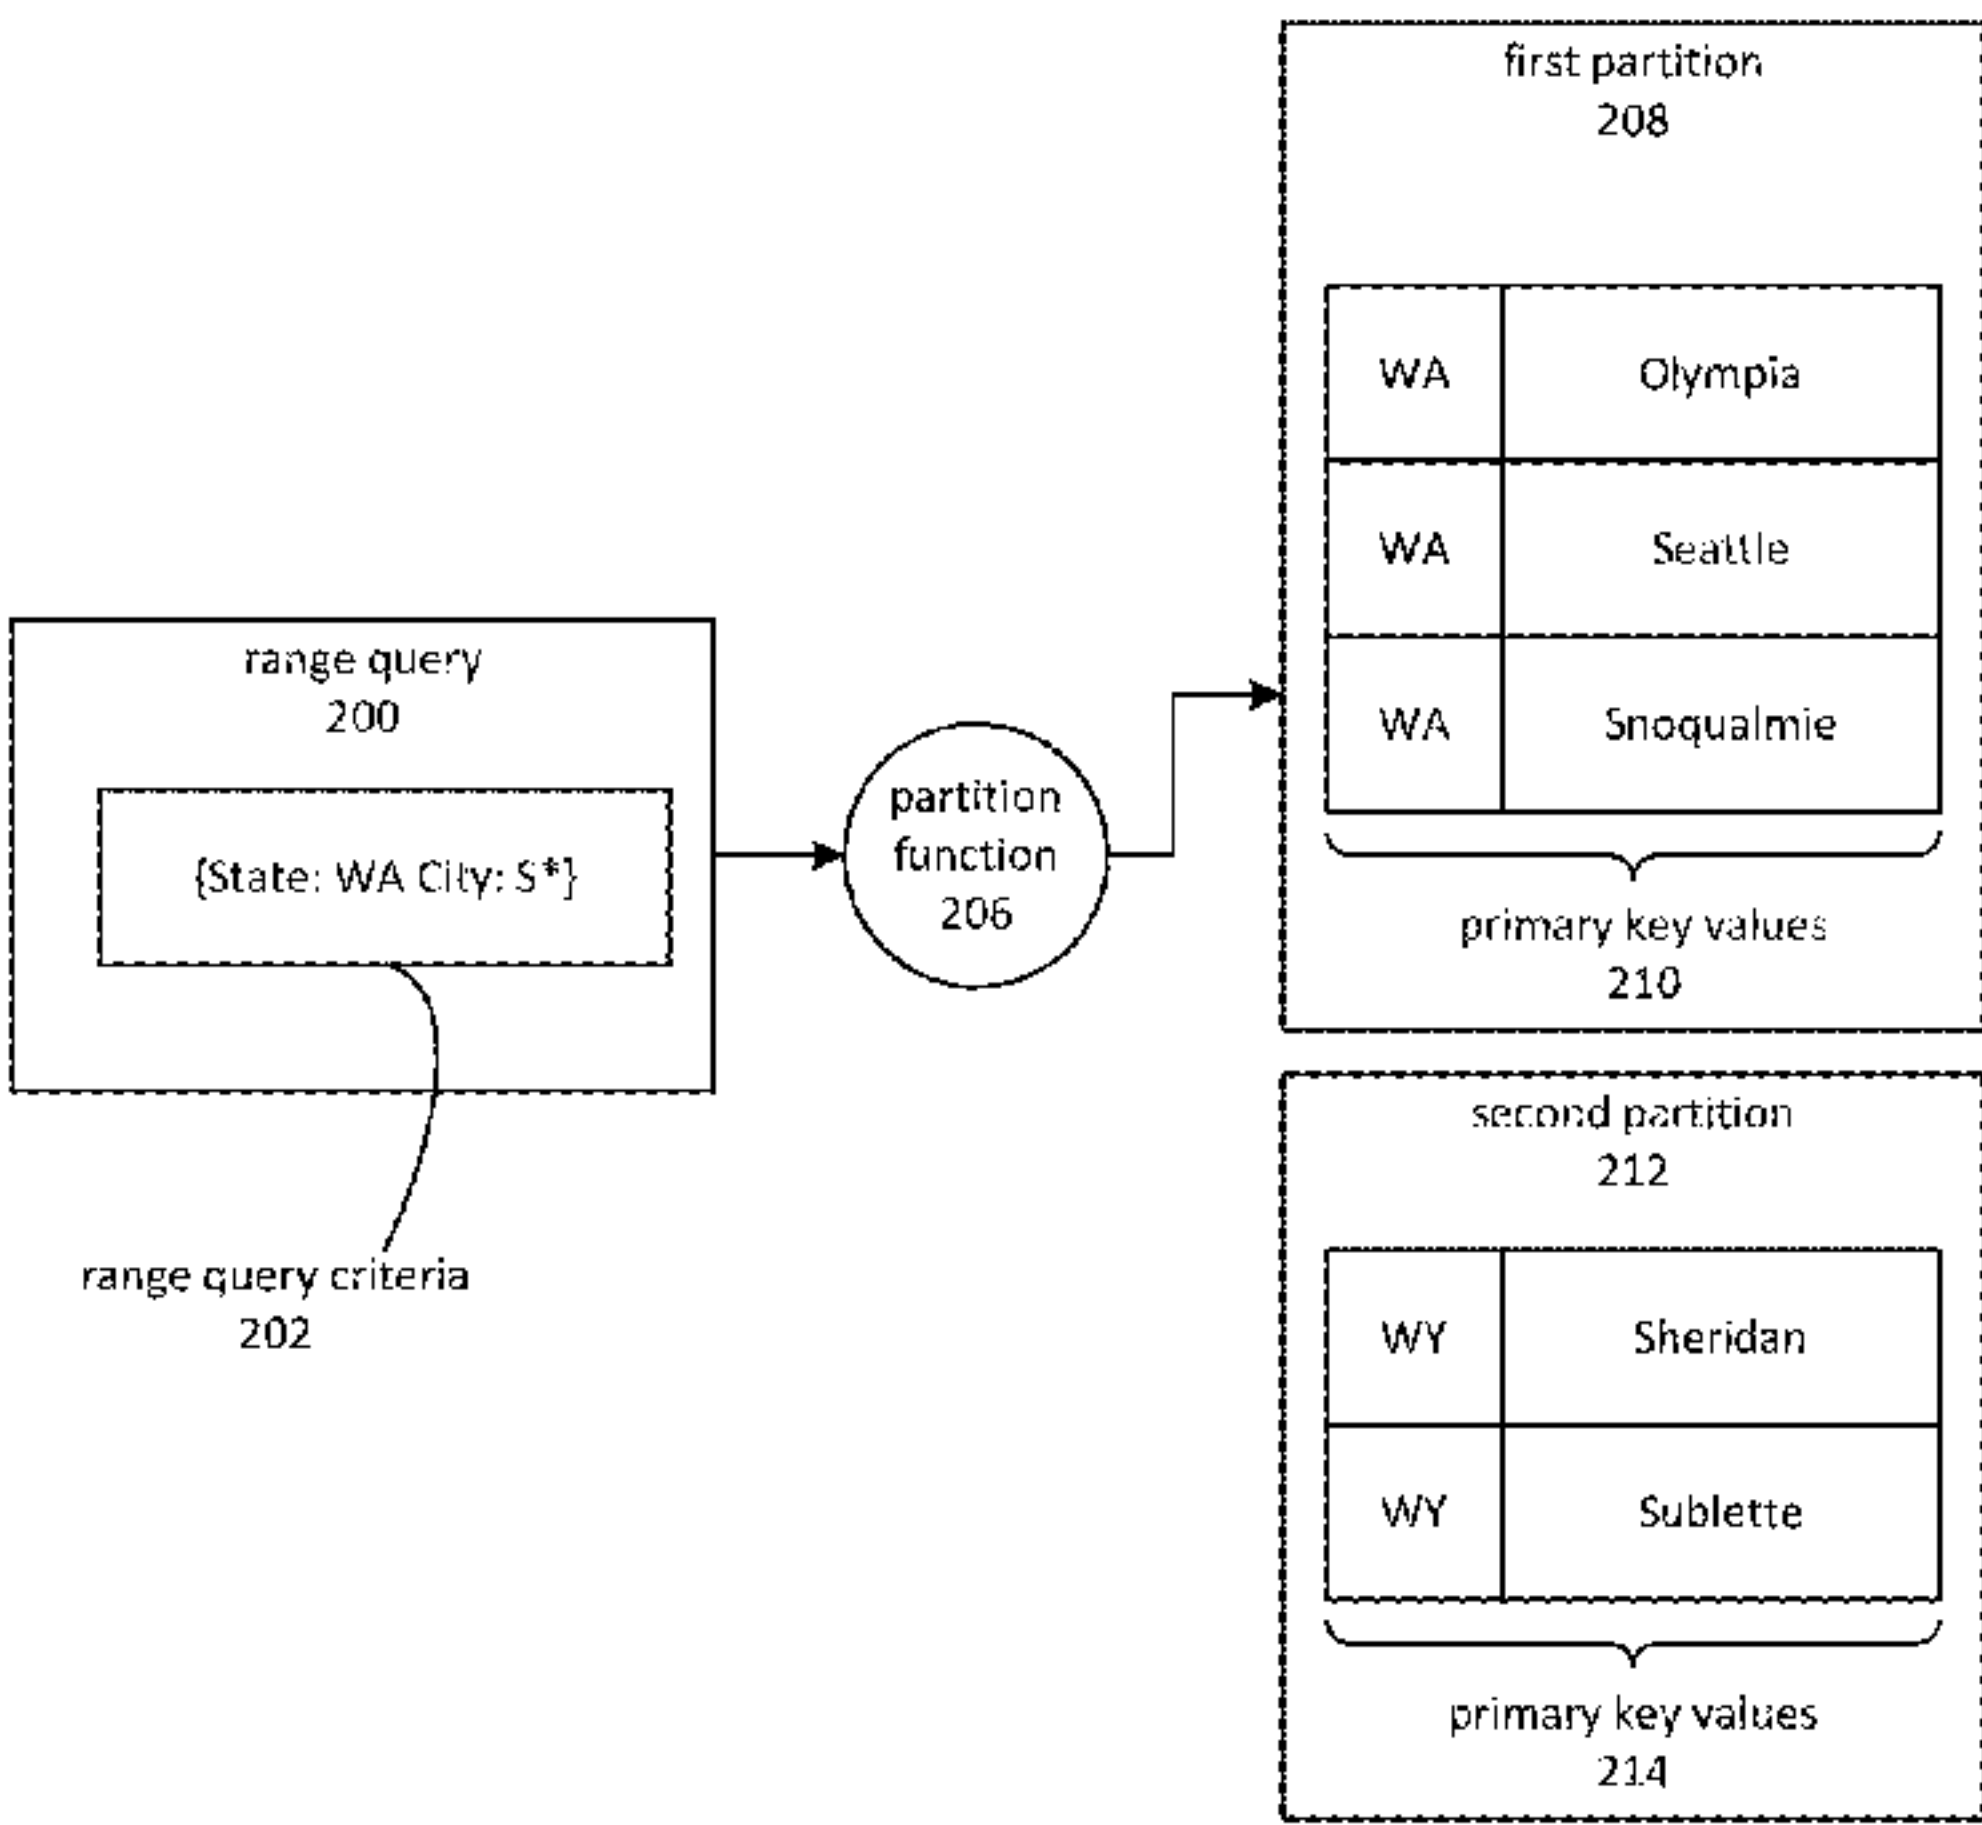 first partition
208
WA Olympia
WA Seattle
WA Snoqualmie
primary key values
210
range query
200
{State: WA City: S*}
range query criteria
202
partition
function
206
second partition
212
WY Sheridan
WY Sublette
primary key values
214